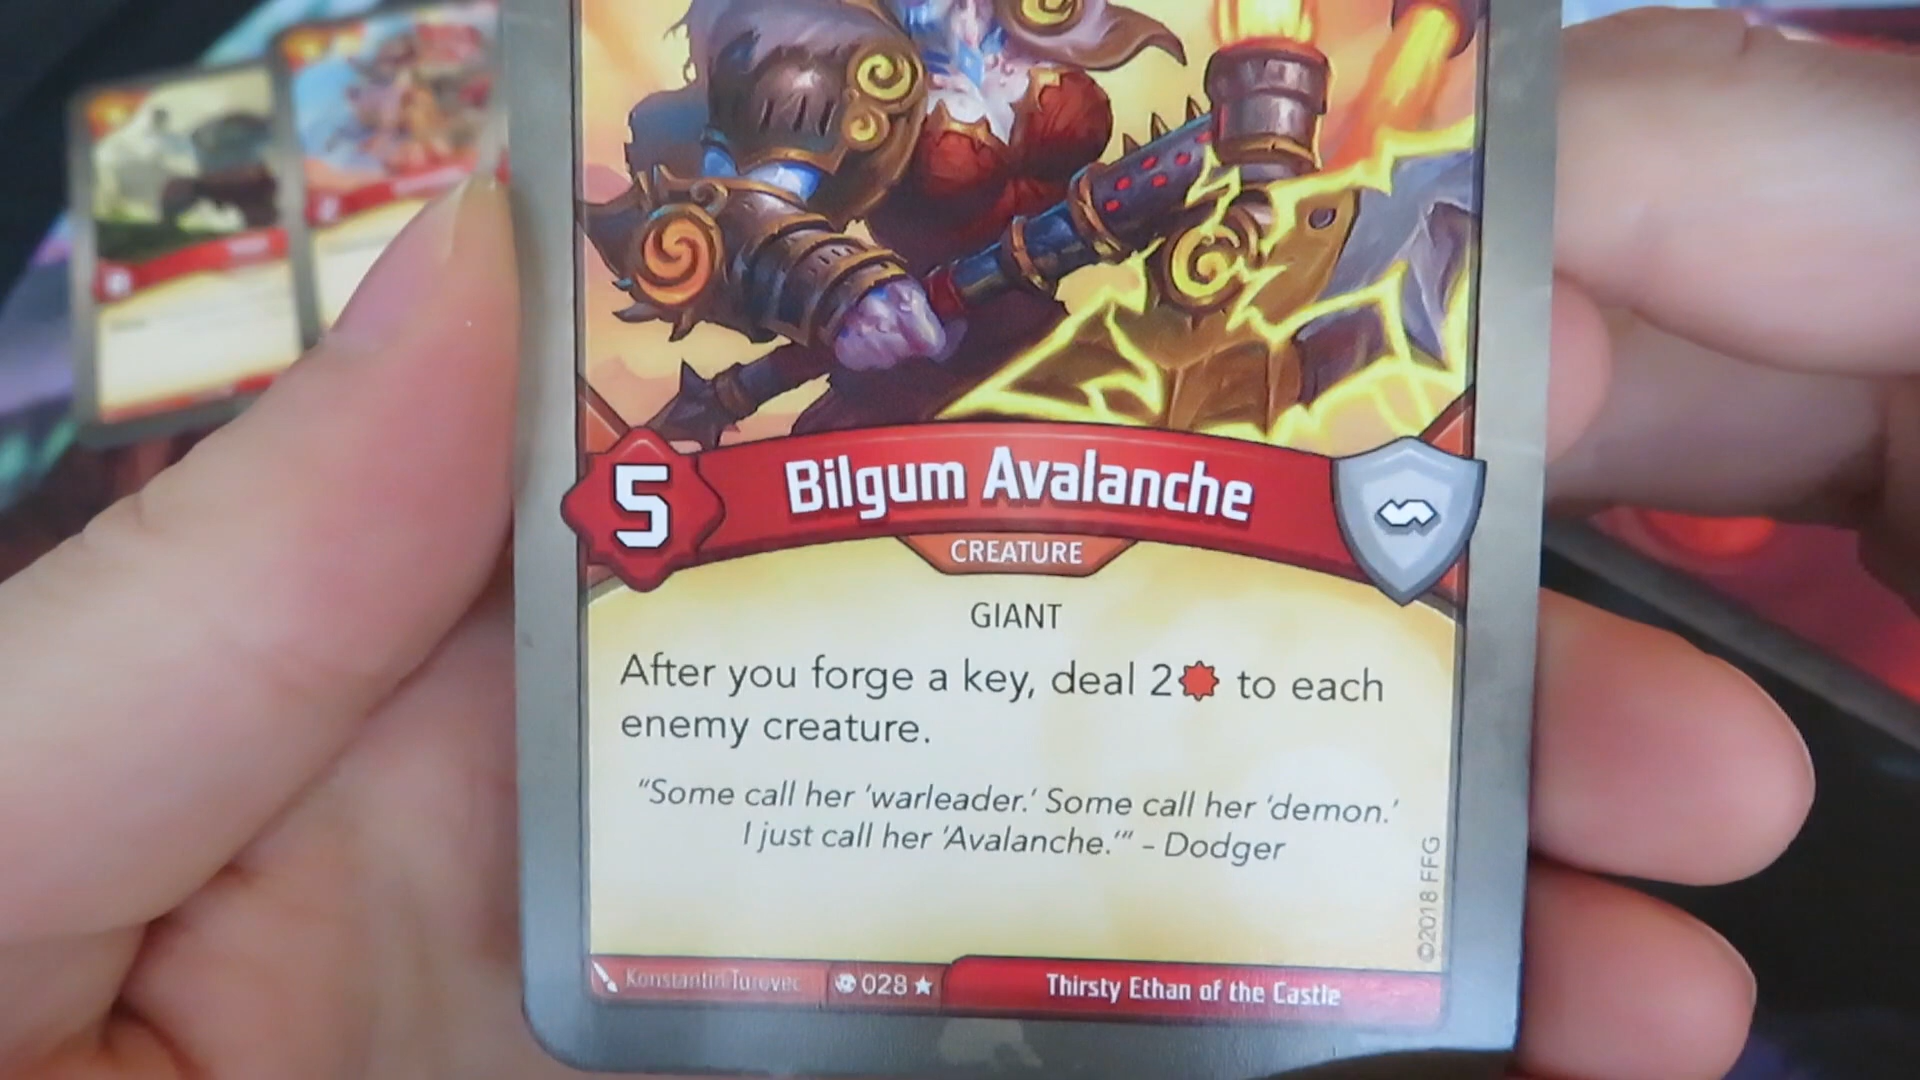 5
Bilgum Avalanche
CREATURE
GIANT
After you forge a key, deal 2 to each
enemy creature.
"Some call her 'warleader.' Some call her 'demon.'
I just call her 'Avalanche.'" – Dodger
©2018 FFG
Konstantin Turovec
028
Thirsty Ethan of the Castle